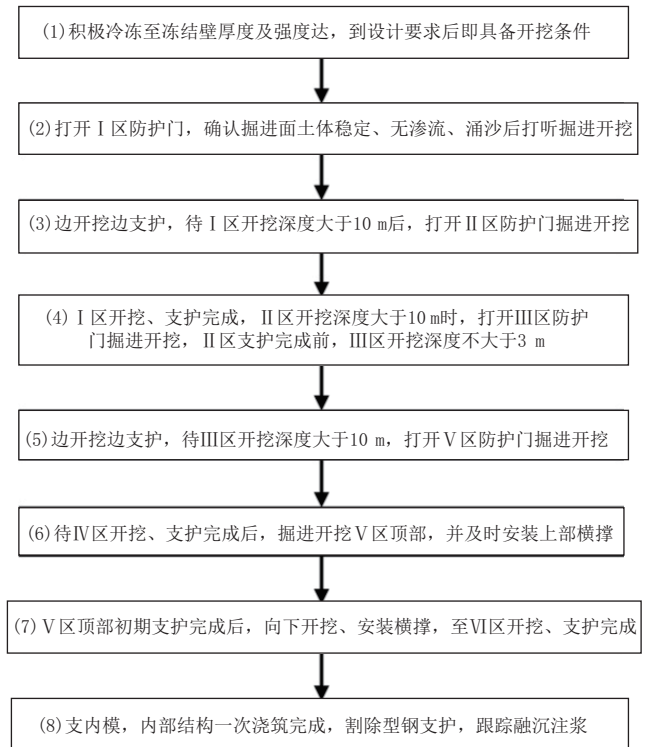 (1)积极冷冻至冻结壁厚度及强度达，到设计要求后即具备开挖条件
(2)打开Ⅰ区防护门，确认掘进面土体稳定、无渗流、涌沙后打听掘进开挖
(3)边开挖边支护，待Ⅰ区开挖深度大于10 m后，打开Ⅱ区防护门掘进开挖
(4)Ⅰ区开挖、支护完成，Ⅱ区开挖深度大于10 m时，打开Ⅲ区防护
门掘进开挖，Ⅱ区支护完成前，Ⅲ区开挖深度不大于3 m
(5)边开挖边支护，待Ⅲ区开挖深度大于10 m，打开Ⅴ区防护门掘进开挖
(6)待Ⅳ区开挖、支护完成后，掘进开挖Ⅴ区顶部，并及时安装上部横撑
(7)Ⅴ区顶部初期支护完成后，向下开挖、安装横撑，至Ⅵ区开挖、支护完成
(8)支内模，内部结构一次浇筑完成，割除型钢支护，跟踪融沉注浆